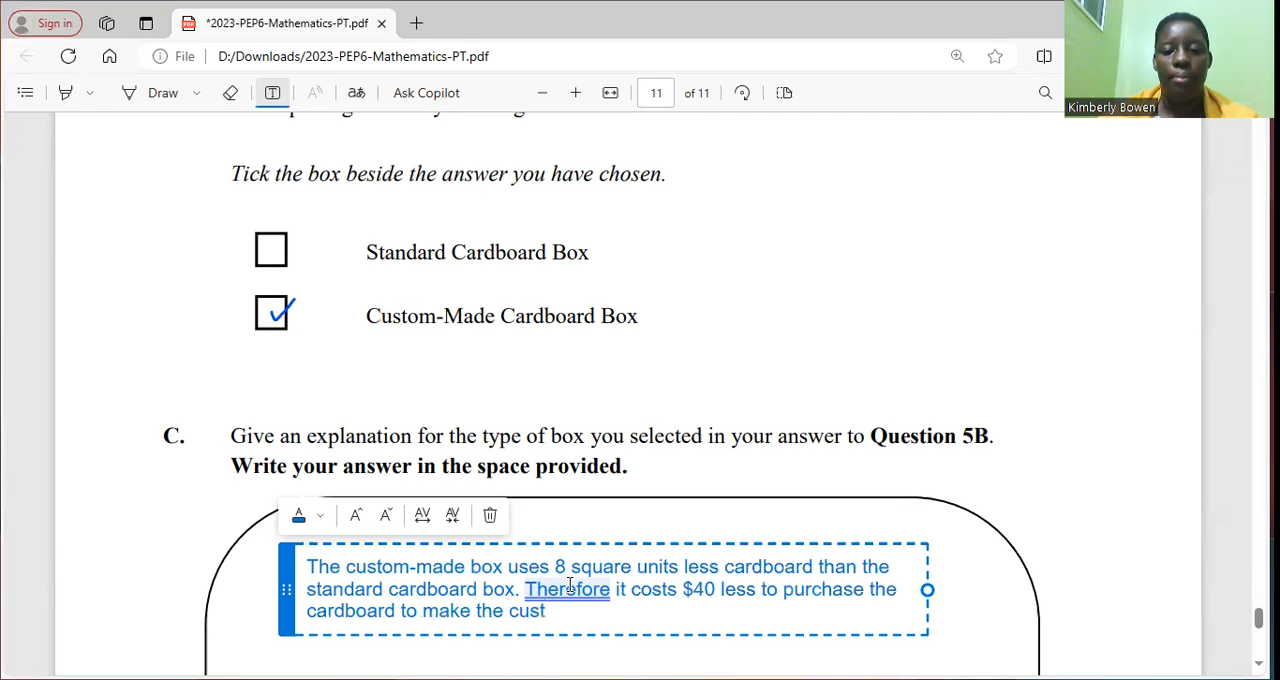 Sign in
*2023-PEP6-Mathematics-PT.pdf
File D:/Downloads/2023-PEP6-Mathematics-PT.pdf
Draw
aあ
Ask Copilot
11 of 11
Kimberly Bowen
Tick the box beside the answer you have chosen.
Standard Cardboard Box
Custom-Made Cardboard Box
C. Give an explanation for the type of box you selected in your answer to Question 5B.
Write your answer in the space provided.
The custom-made box uses 8 square units less cardboard than the
standard cardboard box. Therefore it costs $40 less to purchase the
cardboard to make the cust